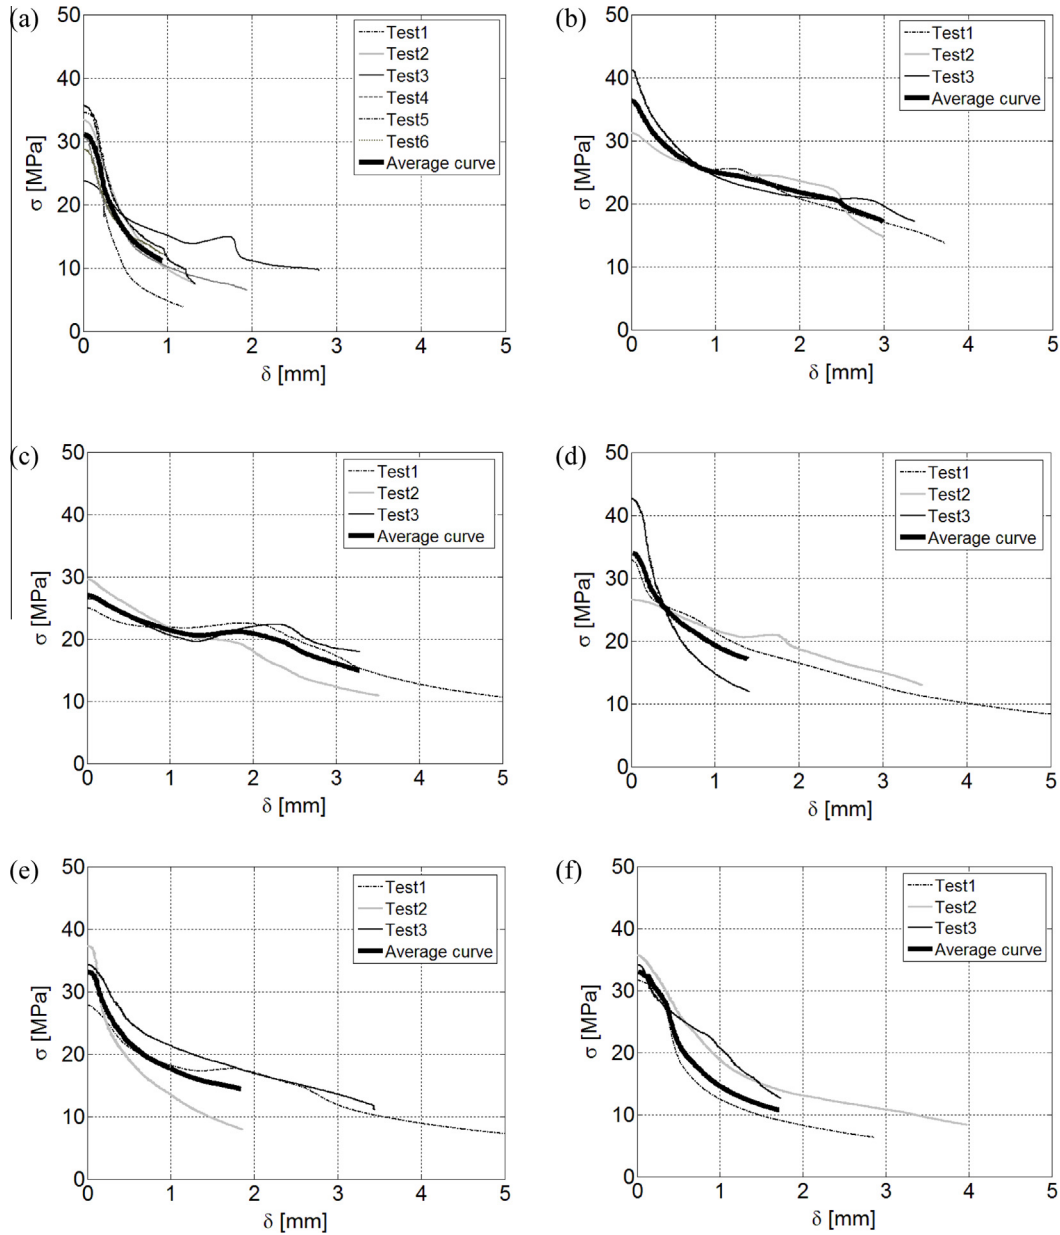 (a)
σ [MPa]
50
40
30
20
10
0
0 1 2 3 4 5
δ [mm]
Test1
Test2
Test3
Test4
Test5
Test6
Average curve
(b)
σ [MPa]
50
40
30
20
10
0
0 1 2 3 4 5
δ [mm]
Test1
Test2
Test3
Average curve
(c)
σ [MPa]
50
40
30
20
10
0
0 1 2 3 4 5
δ [mm]
Test1
Test2
Test3
Average curve
(d)
σ [MPa]
50
40
30
20
10
0
0 1 2 3 4 5
δ [mm]
Test1
Test2
Test3
Average curve
(e)
σ [MPa]
50
40
30
20
10
0
0 1 2 3 4 5
δ [mm]
Test1
Test2
Test3
Average curve
(f)
σ [MPa]
50
40
30
20
10
0
0 1 2 3 4 5
δ [mm]
Test1
Test2
Test3
Average curve